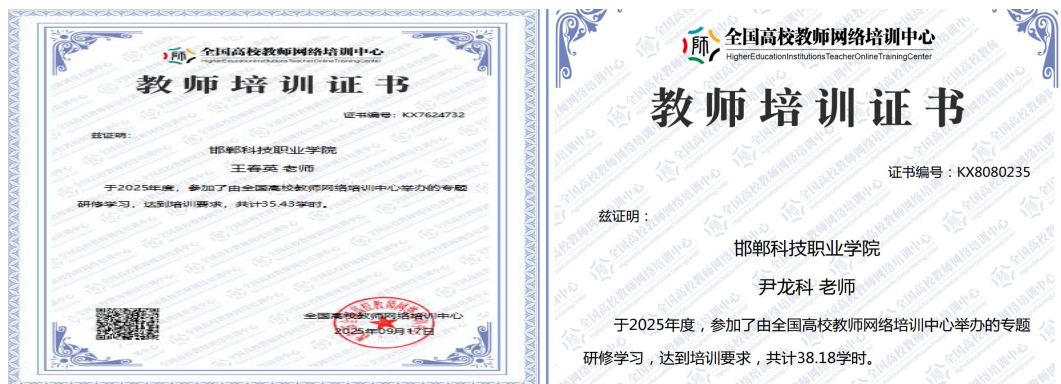 全国高校教师网络培训中心
HigherEducationInstitutionsTeacherOnlineTrainingCenter
教师培训证书
证书编号：KX7624732
兹证明：
邯郸科技职业学院
王春英 老师
于2025年度，参加了由全国高校教师网络培训中心举办的专题
研修学习，达到培训要求，共计35.43学时。
全国高校教师网络培训中心
2025年09月17日
全国高校教师网络培训中心
HigherEducationInstitutionsTeacherOnlineTrainingCenter
教师培训证书
证书编号：KX8080235
兹证明：
邯郸科技职业学院
尹龙科 老师
于2025年度，参加了由全国高校教师网络培训中心举办的专题
研修学习，达到培训要求，共计38.18学时。